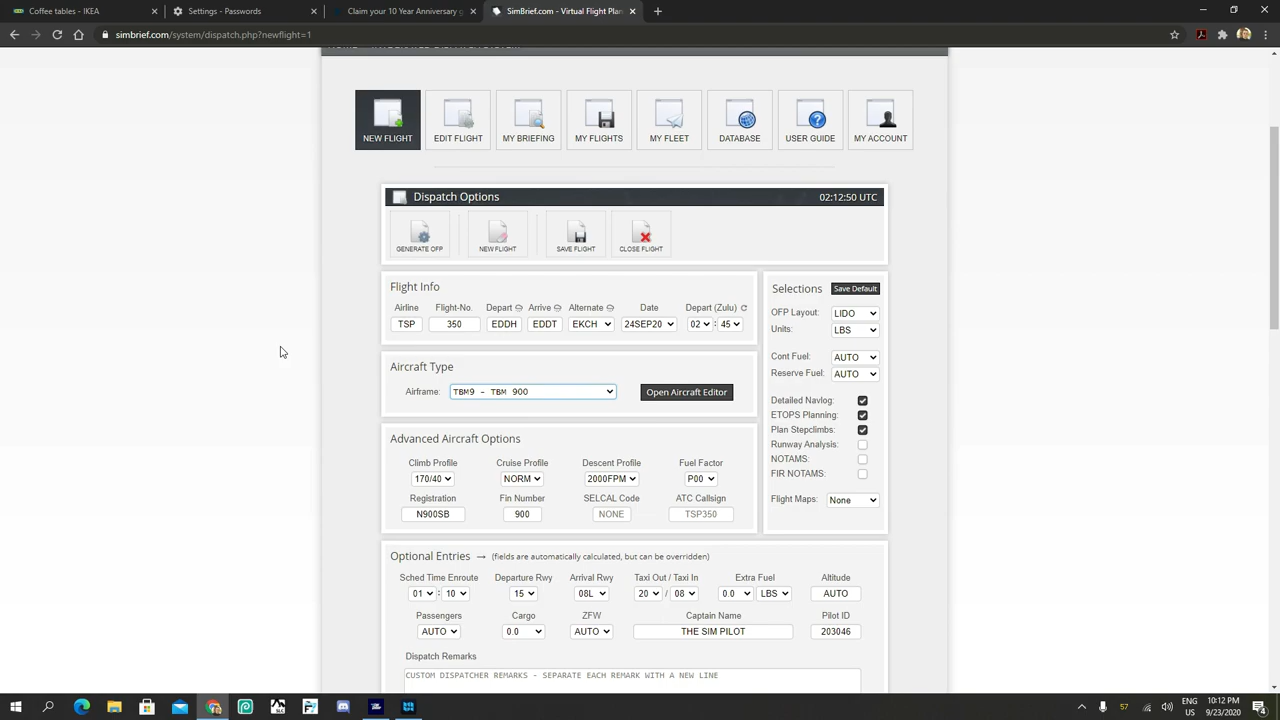 Coffee tables - IKEA
Settings - Passwords
Claim you 10 Year Anniversary
SimBrief.com - Virtual Flight Plan
simbrief.com/system/dispatch.php?newflight=1
NEW FLIGHT
EDIT FLIGHT
MY BRIEFING
MY FLIGHTS
MY FLEET
DATABASE
USER GUIDE
MY ACCOUNT
Dispatch Options
02:12:50 UTC
GENERATE OFP
NEW FLIGHT
SAVE FLIGHT
CLOSE FLIGHT
Flight Info
Airline Flight-No. Depart Arrive Alternate Date Depart (Zulu)
TSP 350 EDDH EDDT EKCH 24SEP20 02 : 45
Aircraft Type
Airframe: TBM9 - TBM 900 Open Aircraft Editor
Advanced Aircraft Options
Climb Profile Cruise Profile Descent Profile Fuel Factor
170/40 NORM 2000FPM P00
Registration Fin Number SELCAL Code ATC Callsign
N900SB 900 NONE TSP350
Selections Save Default
OFP Layout: LIDO
Units: LBS
Cont Fuel: AUTO
Reserve Fuel: AUTO
Detailed Navlog:
ETOPS Planning:
Plan Stepclimbs:
Runway Analysis:
NOTAMS:
FIR NOTAMS:
Flight Maps: None
Optional Entries → (fields are automatically calculated, but can be overridden)
Sched Time Enroute Departure Rwy Arrival Rwy Taxi Out / Taxi In Extra Fuel Altitude
01 : 10 15 08L 20 / 08 0.0 LBS AUTO
Passengers Cargo ZFW Captain Name Pilot ID
AUTO 0.0 AUTO THE SIM PILOT 203046
Dispatch Remarks
CUSTOM DISPATCHER REMARKS - SEPARATE EACH REMARK WITH A NEW LINE
57
ENG
US
10:12 PM
9/23/2020
4